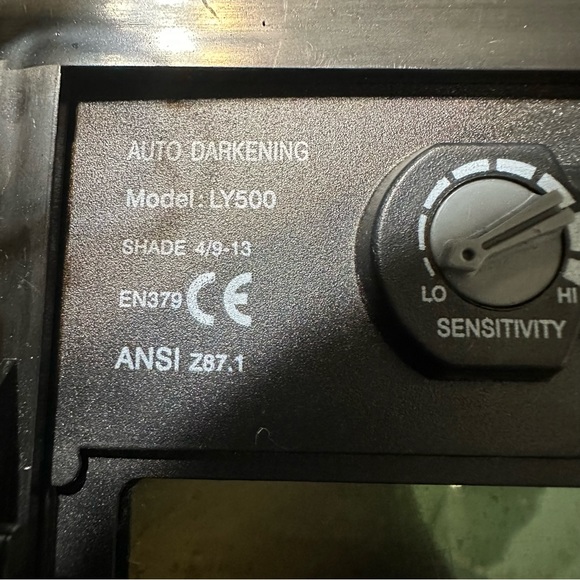 AUTO DARKENING
Model: LY500
SHADE 4/9-13
EN379 CE
ANSI Z87.1
LO HI
SENSITIVITY